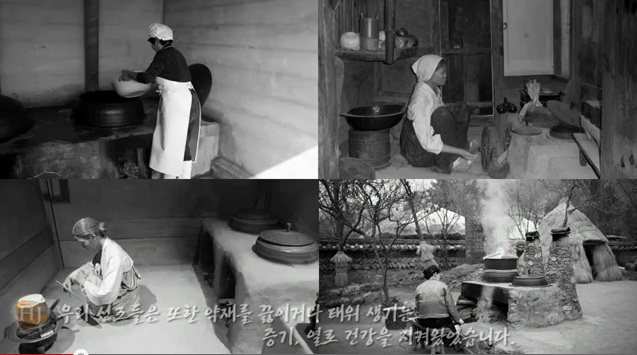 우리 선조들은 또한 약재를 끓이거나 태워 생기는
증기, 열로 건강을 지켜왔었습니다.